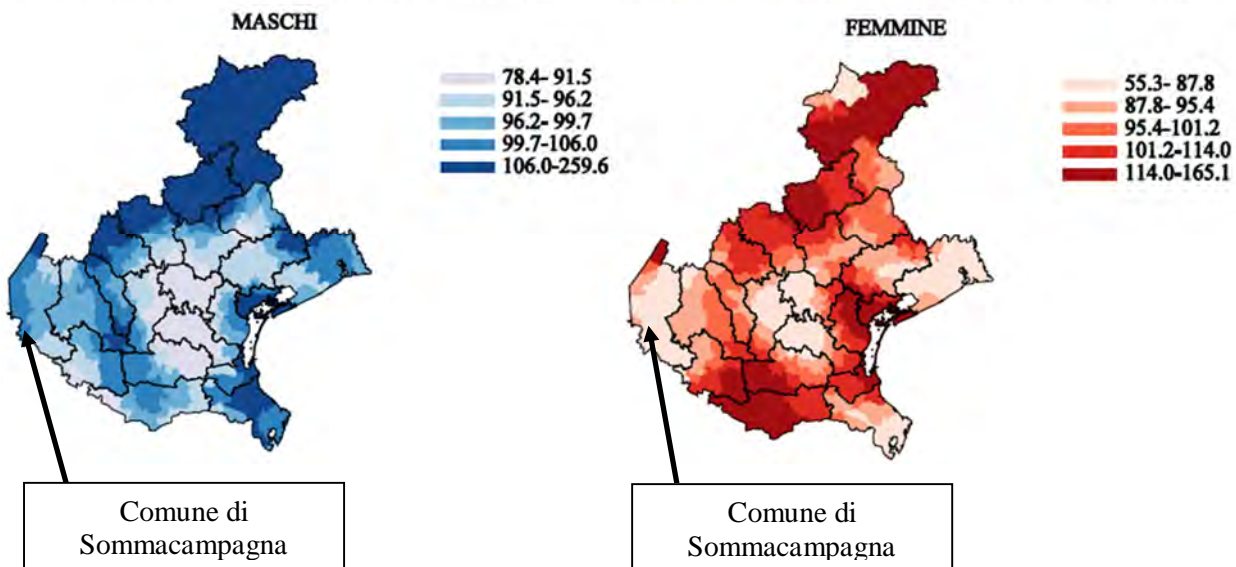 MASCHI
78.4- 91.5
91.5- 96.2
96.2- 99.7
99.7-106.0
106.0-259.6
Comune di
Sommacampagna
FEMMINE
55.3- 87.8
87.8- 95.4
95.4-101.2
101.2-114.0
114.0-165.1
Comune di
Sommacampagna